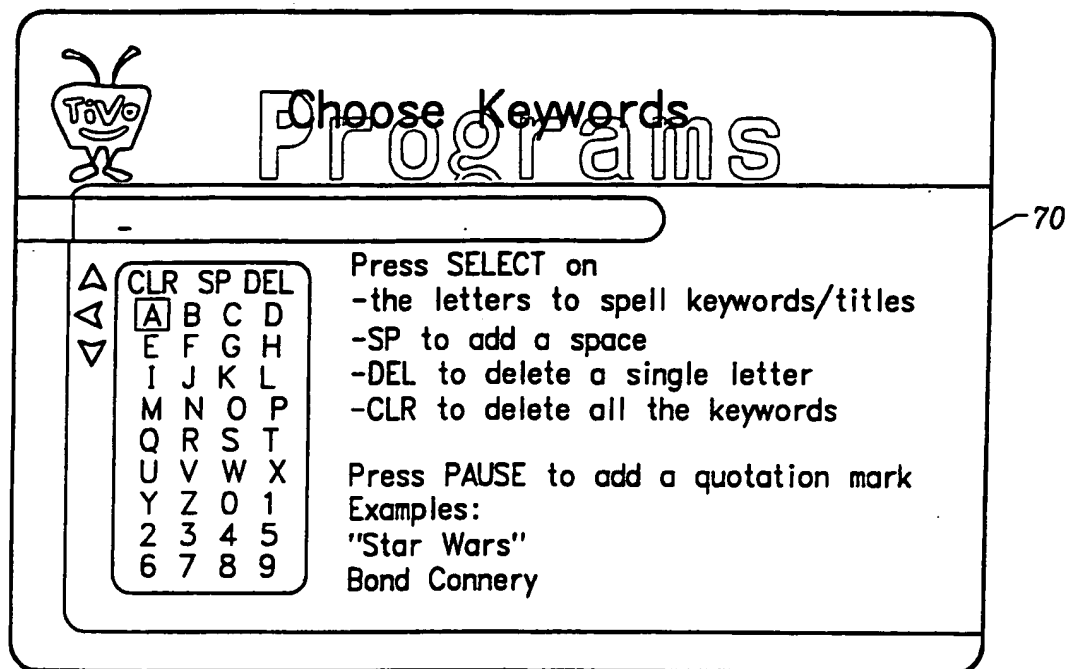 TiVo
Choose Keywords
Programs
70
-
CLR SP DEL
A B C D
E F G H
I J K L
M N O P
Q R S T
U V W X
Y Z 0 1
2 3 4 5
6 7 8 9
Press SELECT on
-the letters to spell keywords/titles
-SP to add a space
-DEL to delete a single letter
-CLR to delete all the keywords
Press PAUSE to add a quotation mark
Examples:
"Star Wars"
Bond Connery